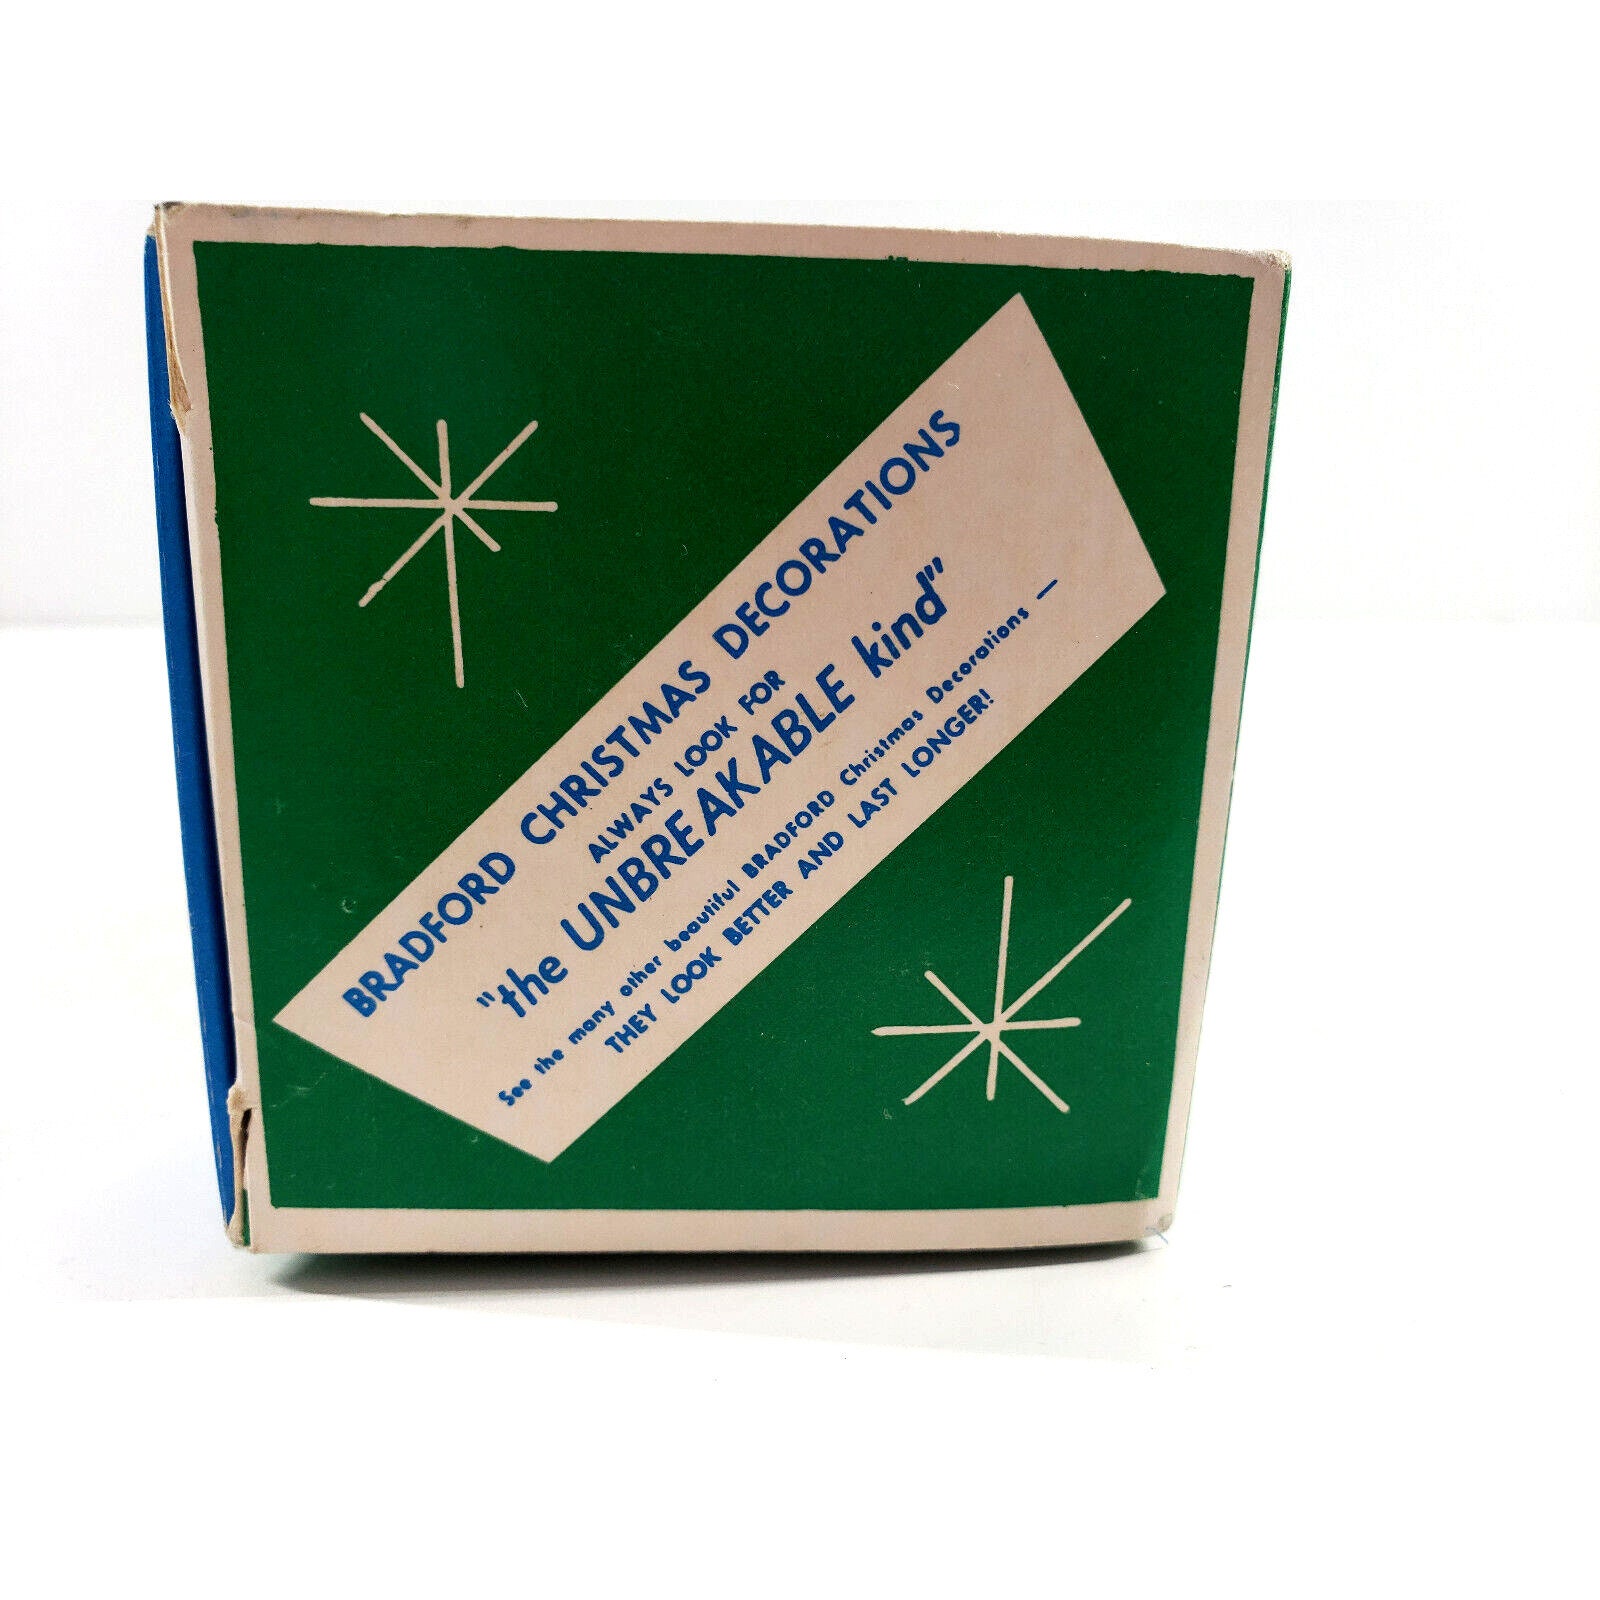 BRADFORD CHRISTMAS DECORATIONS
ALWAYS LOOK FOR
"the UNBREAKABLE kind"
See the many other beautiful BRADFORD Christmas Decorations —
THEY LOOK BETTER AND LAST LONGER!